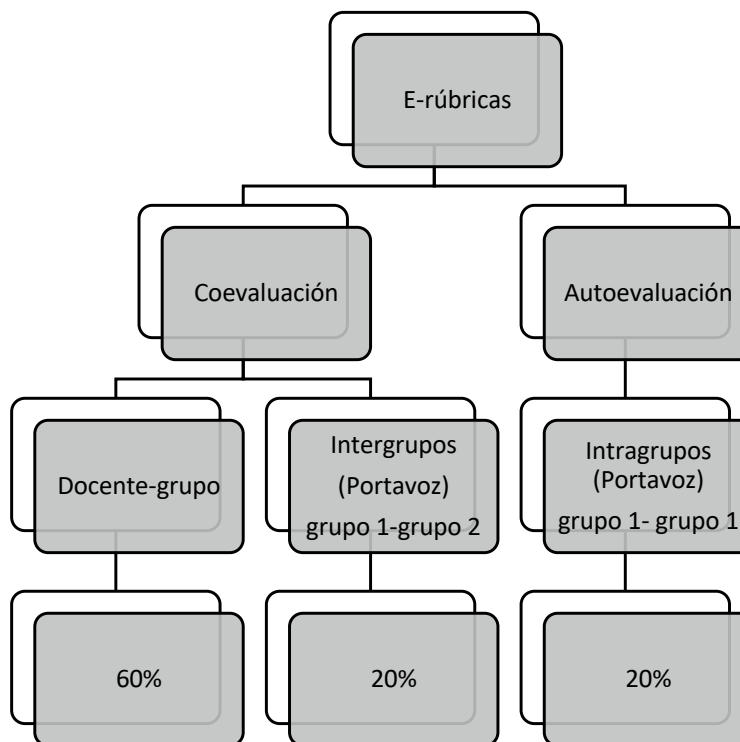 E-rúbricas
Coevaluación
Autoevaluación
Docente-grupo
Intergrupos
(Portavoz)
grupo 1-grupo 2
Intragrupos
(Portavoz)
grupo 1- grupo 1
60%
20%
20%